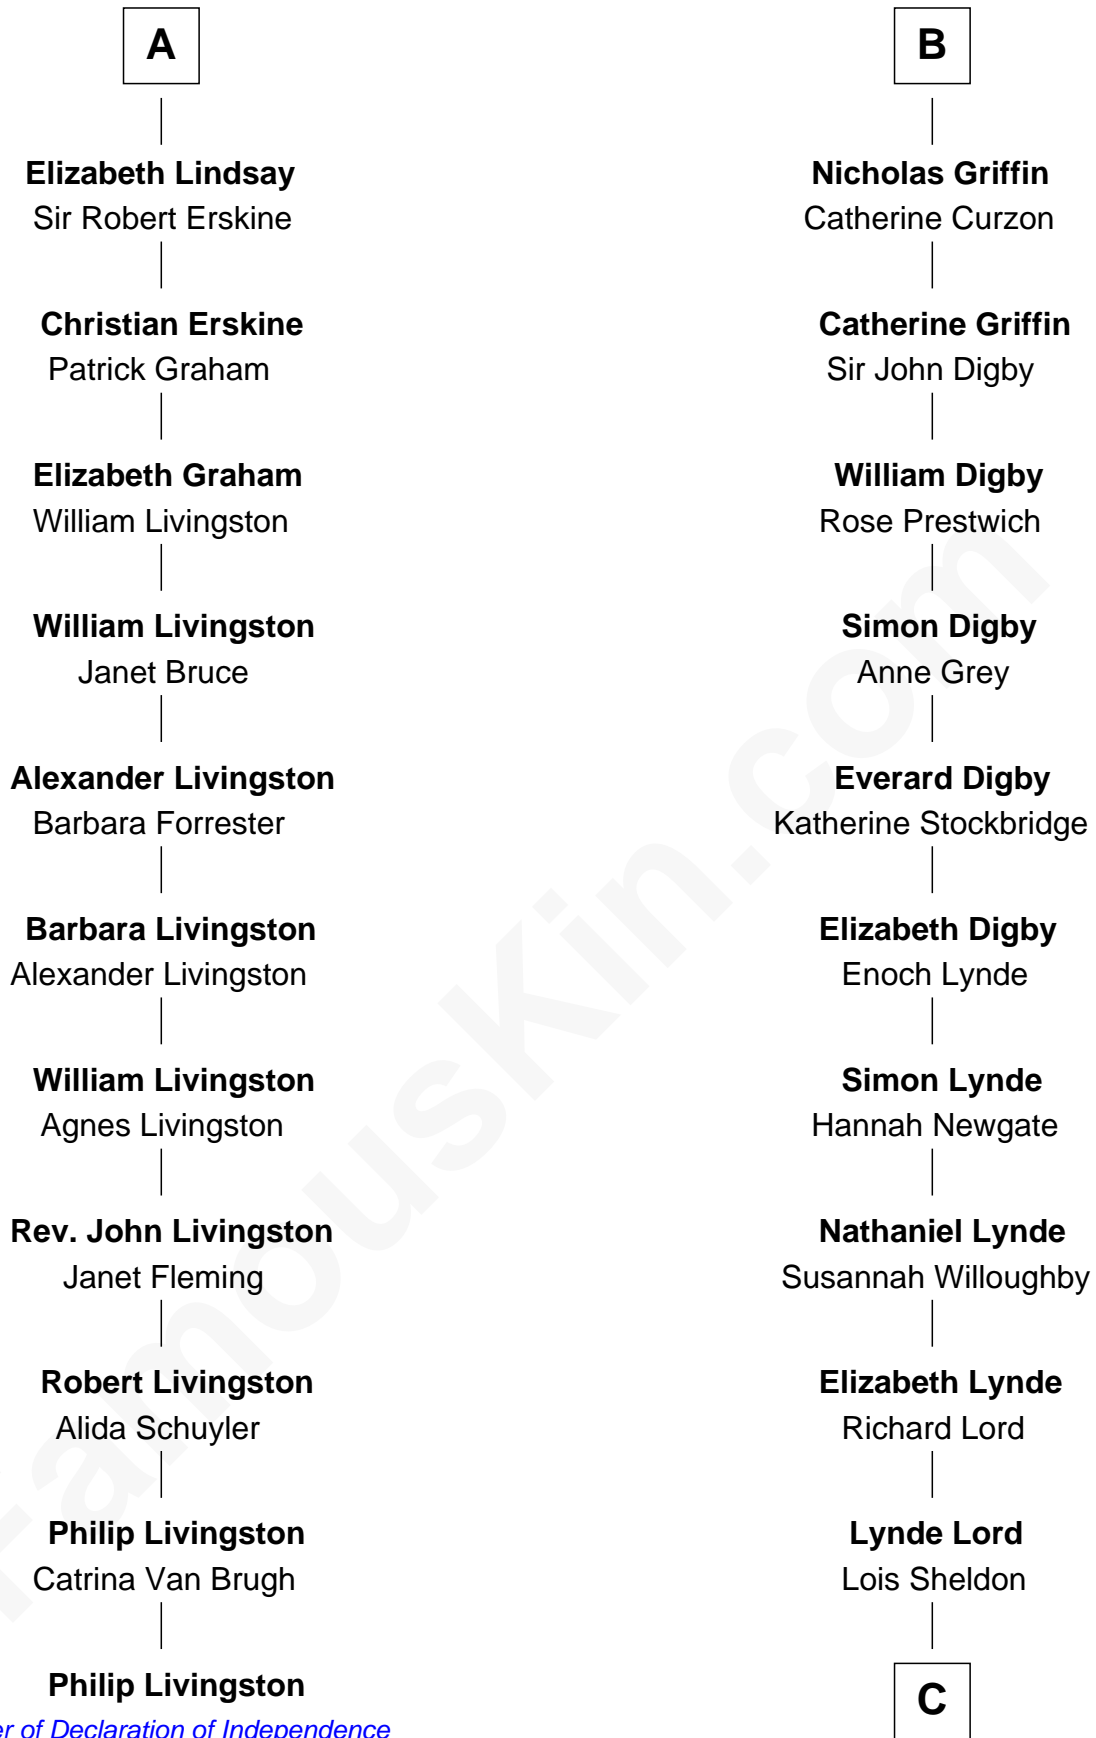 A
Elizabeth Lindsay
Sir Robert Erskine
Christian Erskine
Patrick Graham
Elizabeth Graham
William Livingston
William Livingston
Janet Bruce
Alexander Livingston
Barbara Forrester
Barbara Livingston
Alexander Livingston
William Livingston
Agnes Livingston
Rev. John Livingston
Janet Fleming
Robert Livingston
Alida Schuyler
Philip Livingston
Catrina Van Brugh
Philip Livingston
er of Declaration of Independence
B
Nicholas Griffin
Catherine Curzon
Catherine Griffin
Sir John Digby
William Digby
Rose Prestwich
Simon Digby
Anne Grey
Everard Digby
Katherine Stockbridge
Elizabeth Digby
Enoch Lynde
Simon Lynde
Hannah Newgate
Nathaniel Lynde
Susannah Willoughby
Elizabeth Lynde
Richard Lord
Lynde Lord
Lois Sheldon
C
FamousKin.com